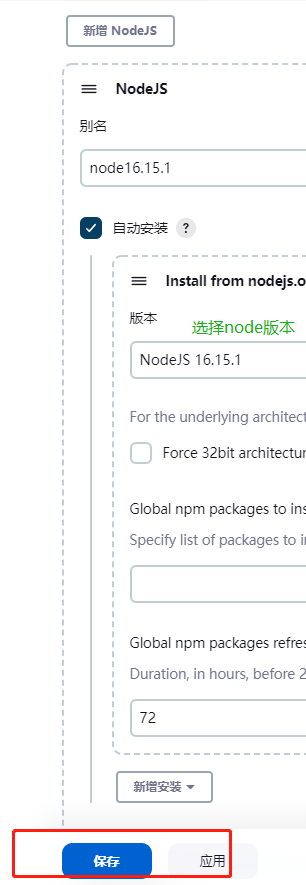 新增 NodeJS
NodeJS
别名
node16.15.1
自动安装 ?
Install from nodejs.o
版本
选择node版本
NodeJS 16.15.1
For the underlying architect
Force 32bit architectur
Global npm packages to ins
Specify list of packages to i
Global npm packages refres
Duration, in hours, before 2
72
新增安装
保存 应用